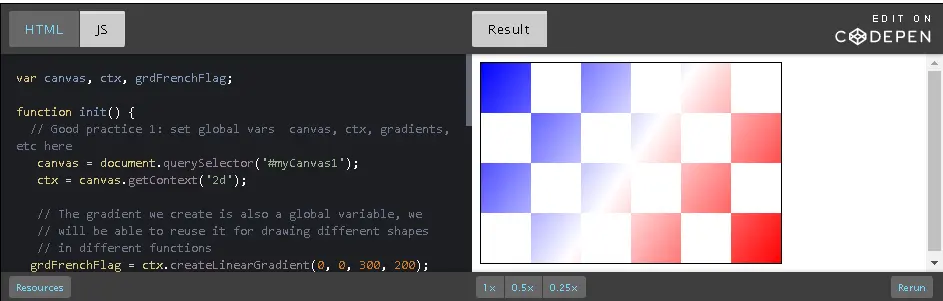 HTML
JS
Result
EDIT ON
CODEPEN
var canvas, ctx, grdFrenchFlag;
function init() {
// Good practice 1: set global vars  canvas, ctx, gradients,
etc here
canvas = document.querySelector('#myCanvas1');
ctx = canvas.getContext('2d');
// The gradient we create is also a global variable, we
// will be able to reuse it for drawing different shapes
// in different functions
grdFrenchFlag = ctx.createLinearGradient(0, 0, 300, 200);
Resources
1x
0.5x
0.25x
Rerun